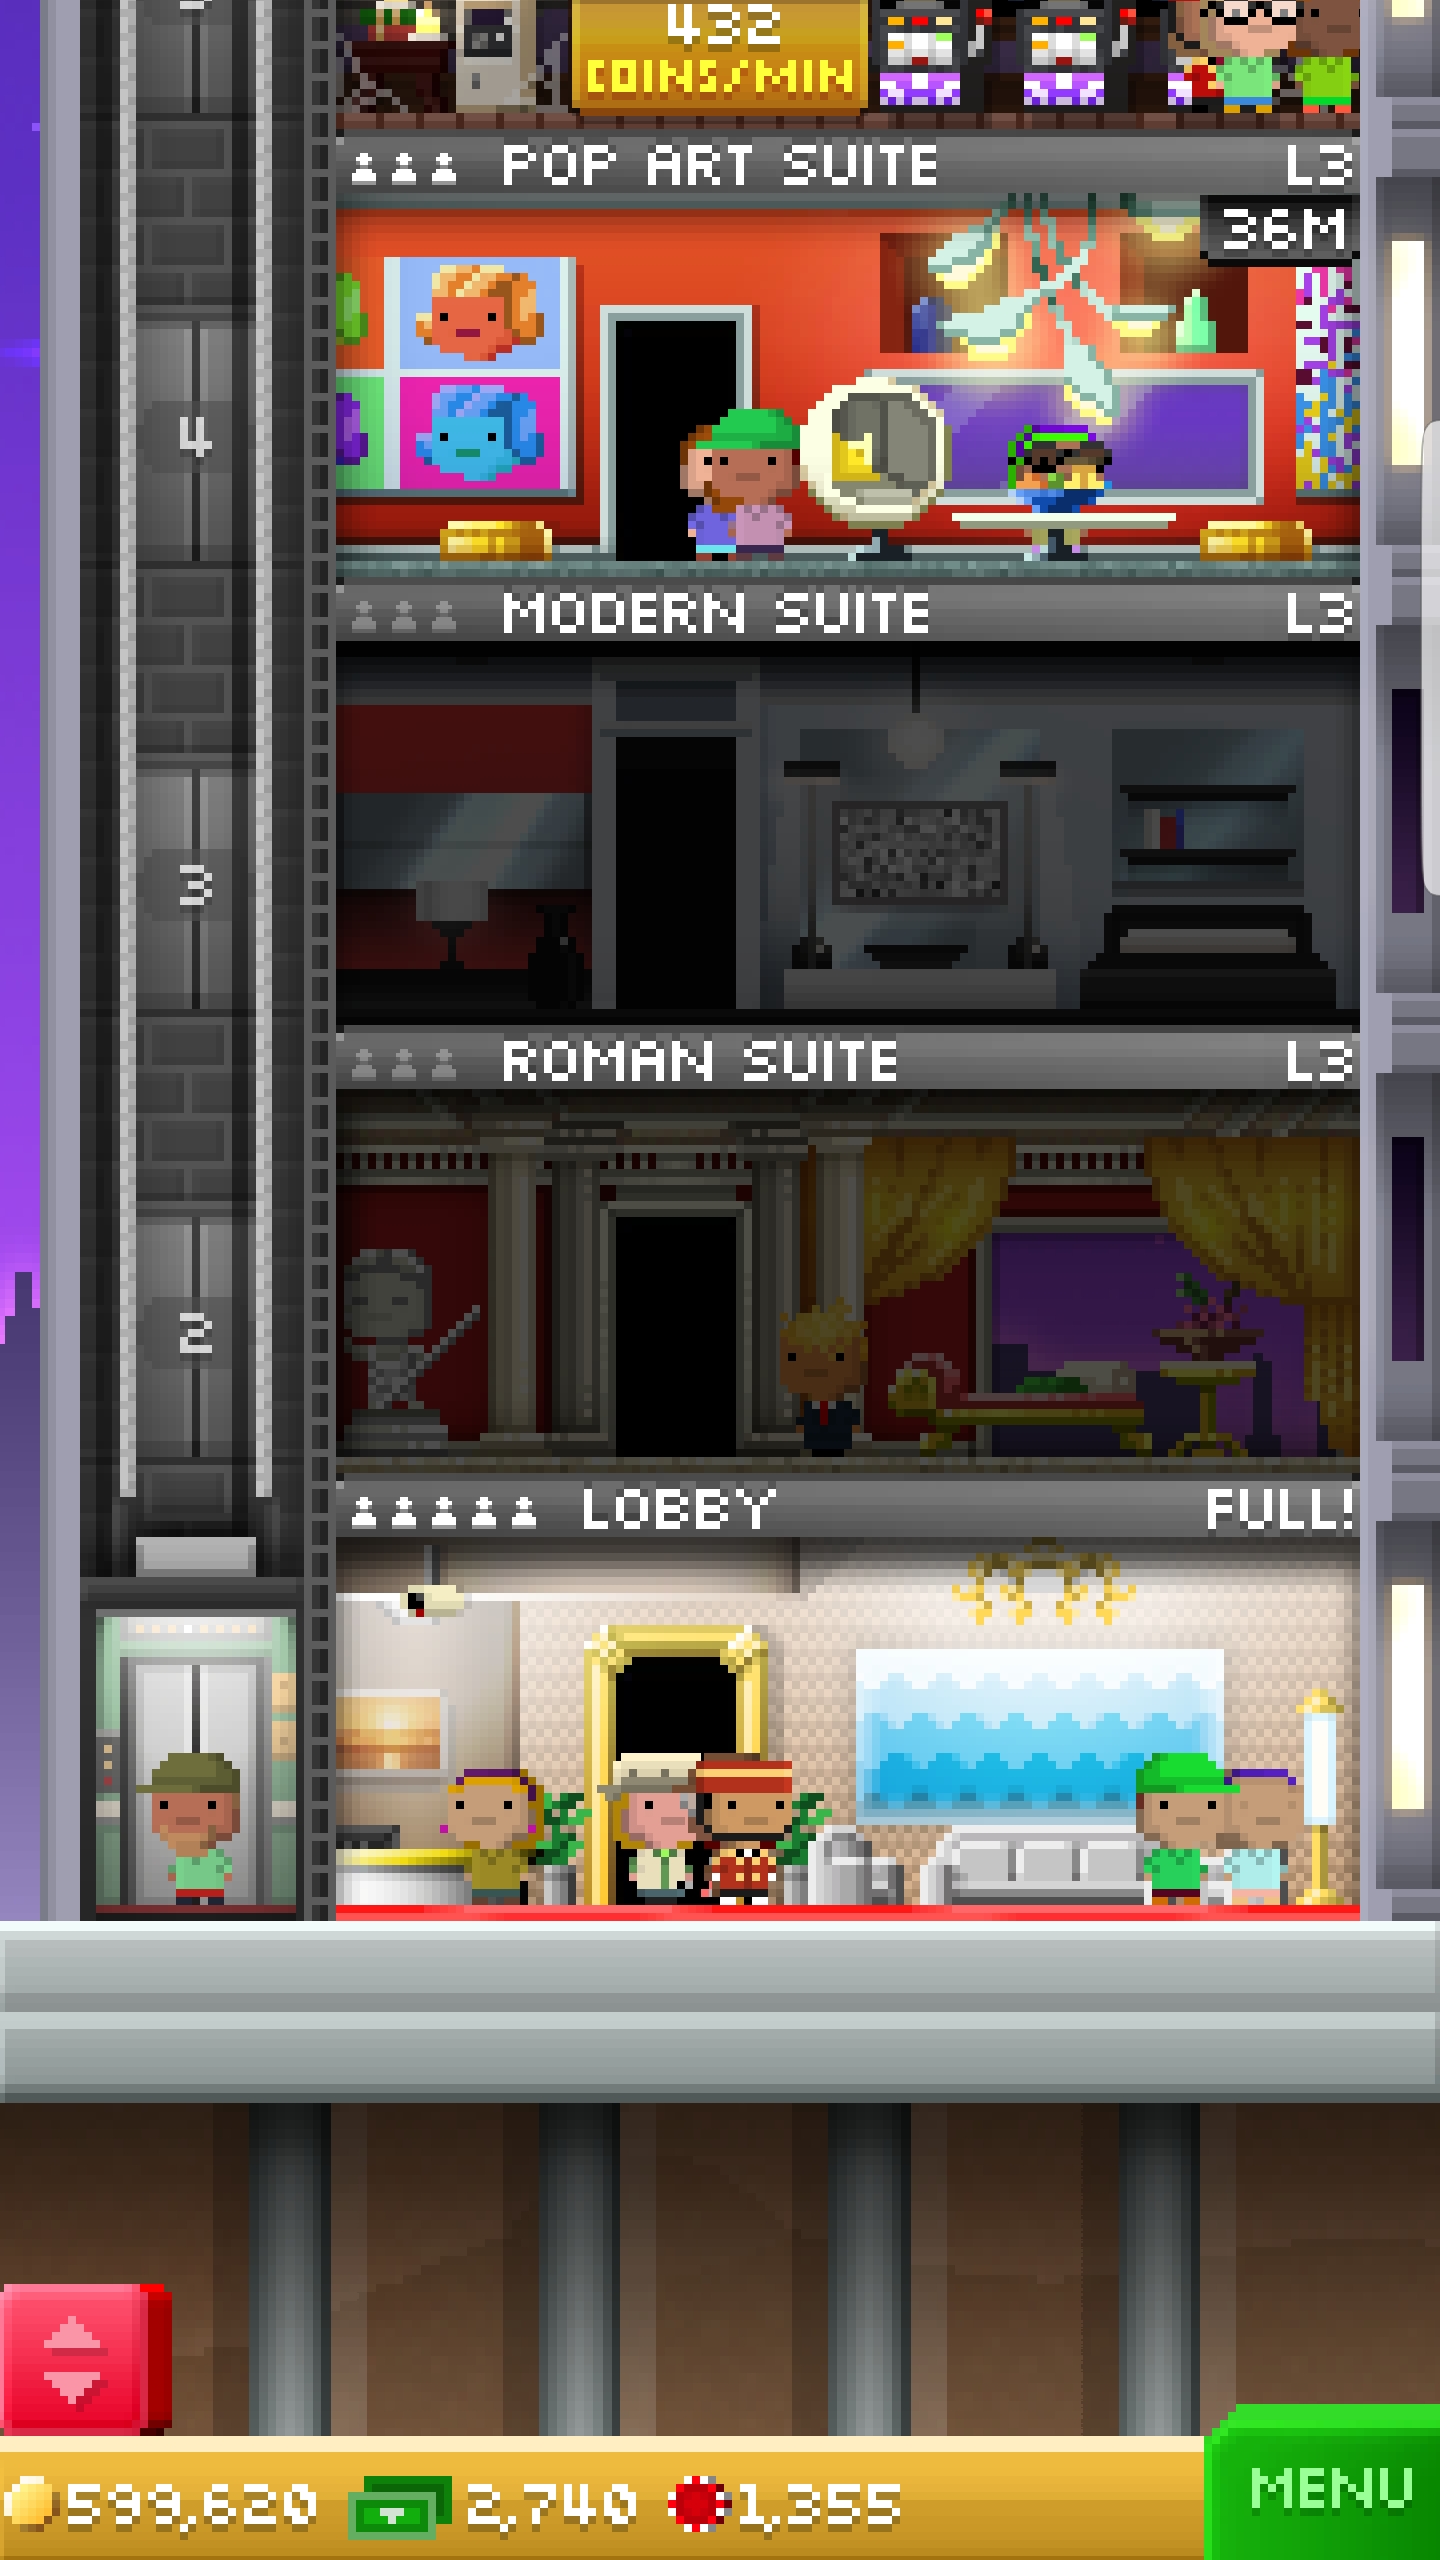 432
COINS/MIN
POP ART SUITE L3
36M
4
MODERN SUITE L3
3
ROMAN SUITE L3
2
LOBBY FULL!
599,620 2,740 1,355
MENU